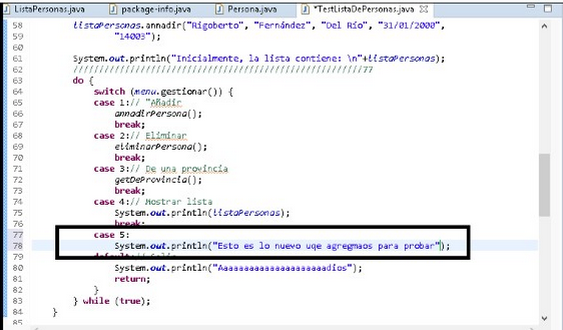 ListaPersonas.java package-info.java Persona.java *TestListaDePersonas.java
58 listaPersonas.annadir("Rigoberto", "Fernández", "Del Río", "31/01/2000",
59 "14003");
60
61 System.out.println("Inicialmente, la lista contiene: \n"+listaPersonas);
62 ///////////////////////////////////////////////////////77
63 do {
64 switch (menu.gestionar()) {
65 case 1:// "Añadir
66 annadirPersona();
67 break;
68 case 2:// Eliminar
69 eliminarPersona();
70 break;
71 case 3:// De una provincia
72 getDeProvincia();
73 break;
74 case 4:// Mostrar lista
75 System.out.println(listaPersonas);
76 break;
77 case 5:
78 System.out.println("Esto es lo nuevo uqe agregmaos para probar");
79 default:// Salir
80 System.out.println("Aaaaaaaaaaaaaaaaaaaaadios");
81 return;
82 }
83 } while (true);
84 }
85